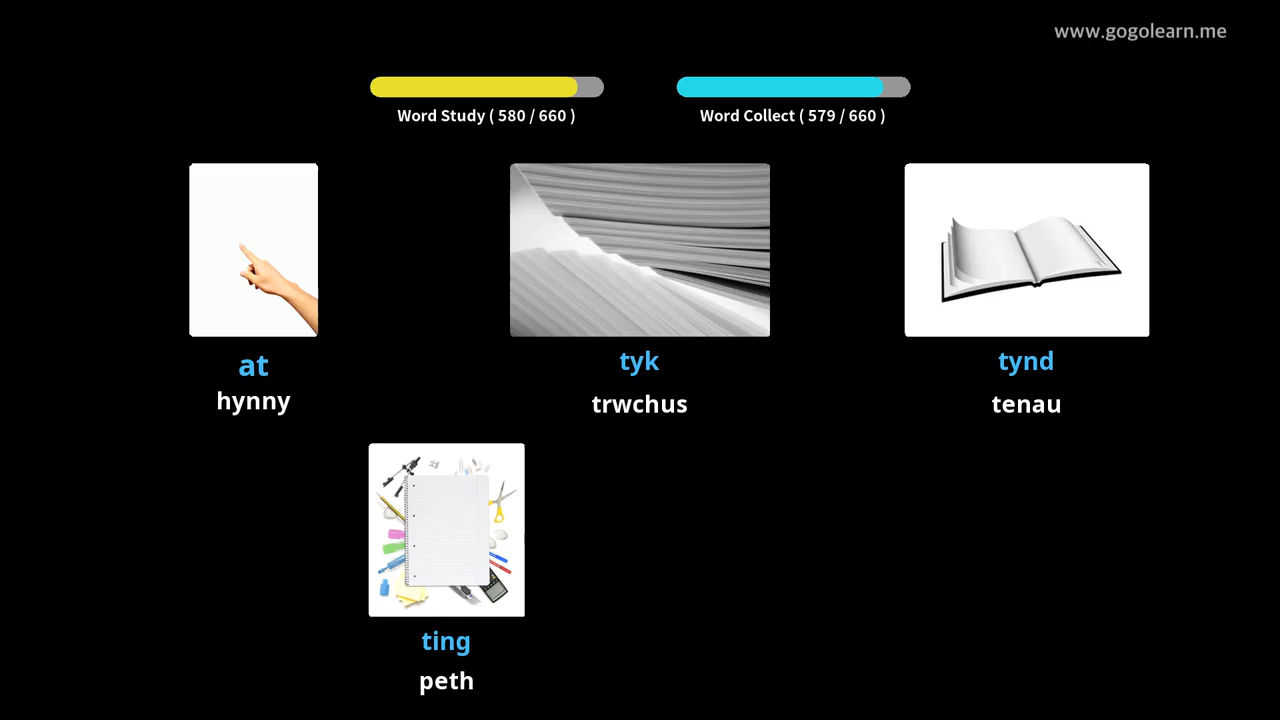 www.gogolearn.me
Word Study ( 580 / 660 )
Word Collect ( 579 / 660 )
at
hynny
tyk
trwchus
tynd
tenau
ting
peth